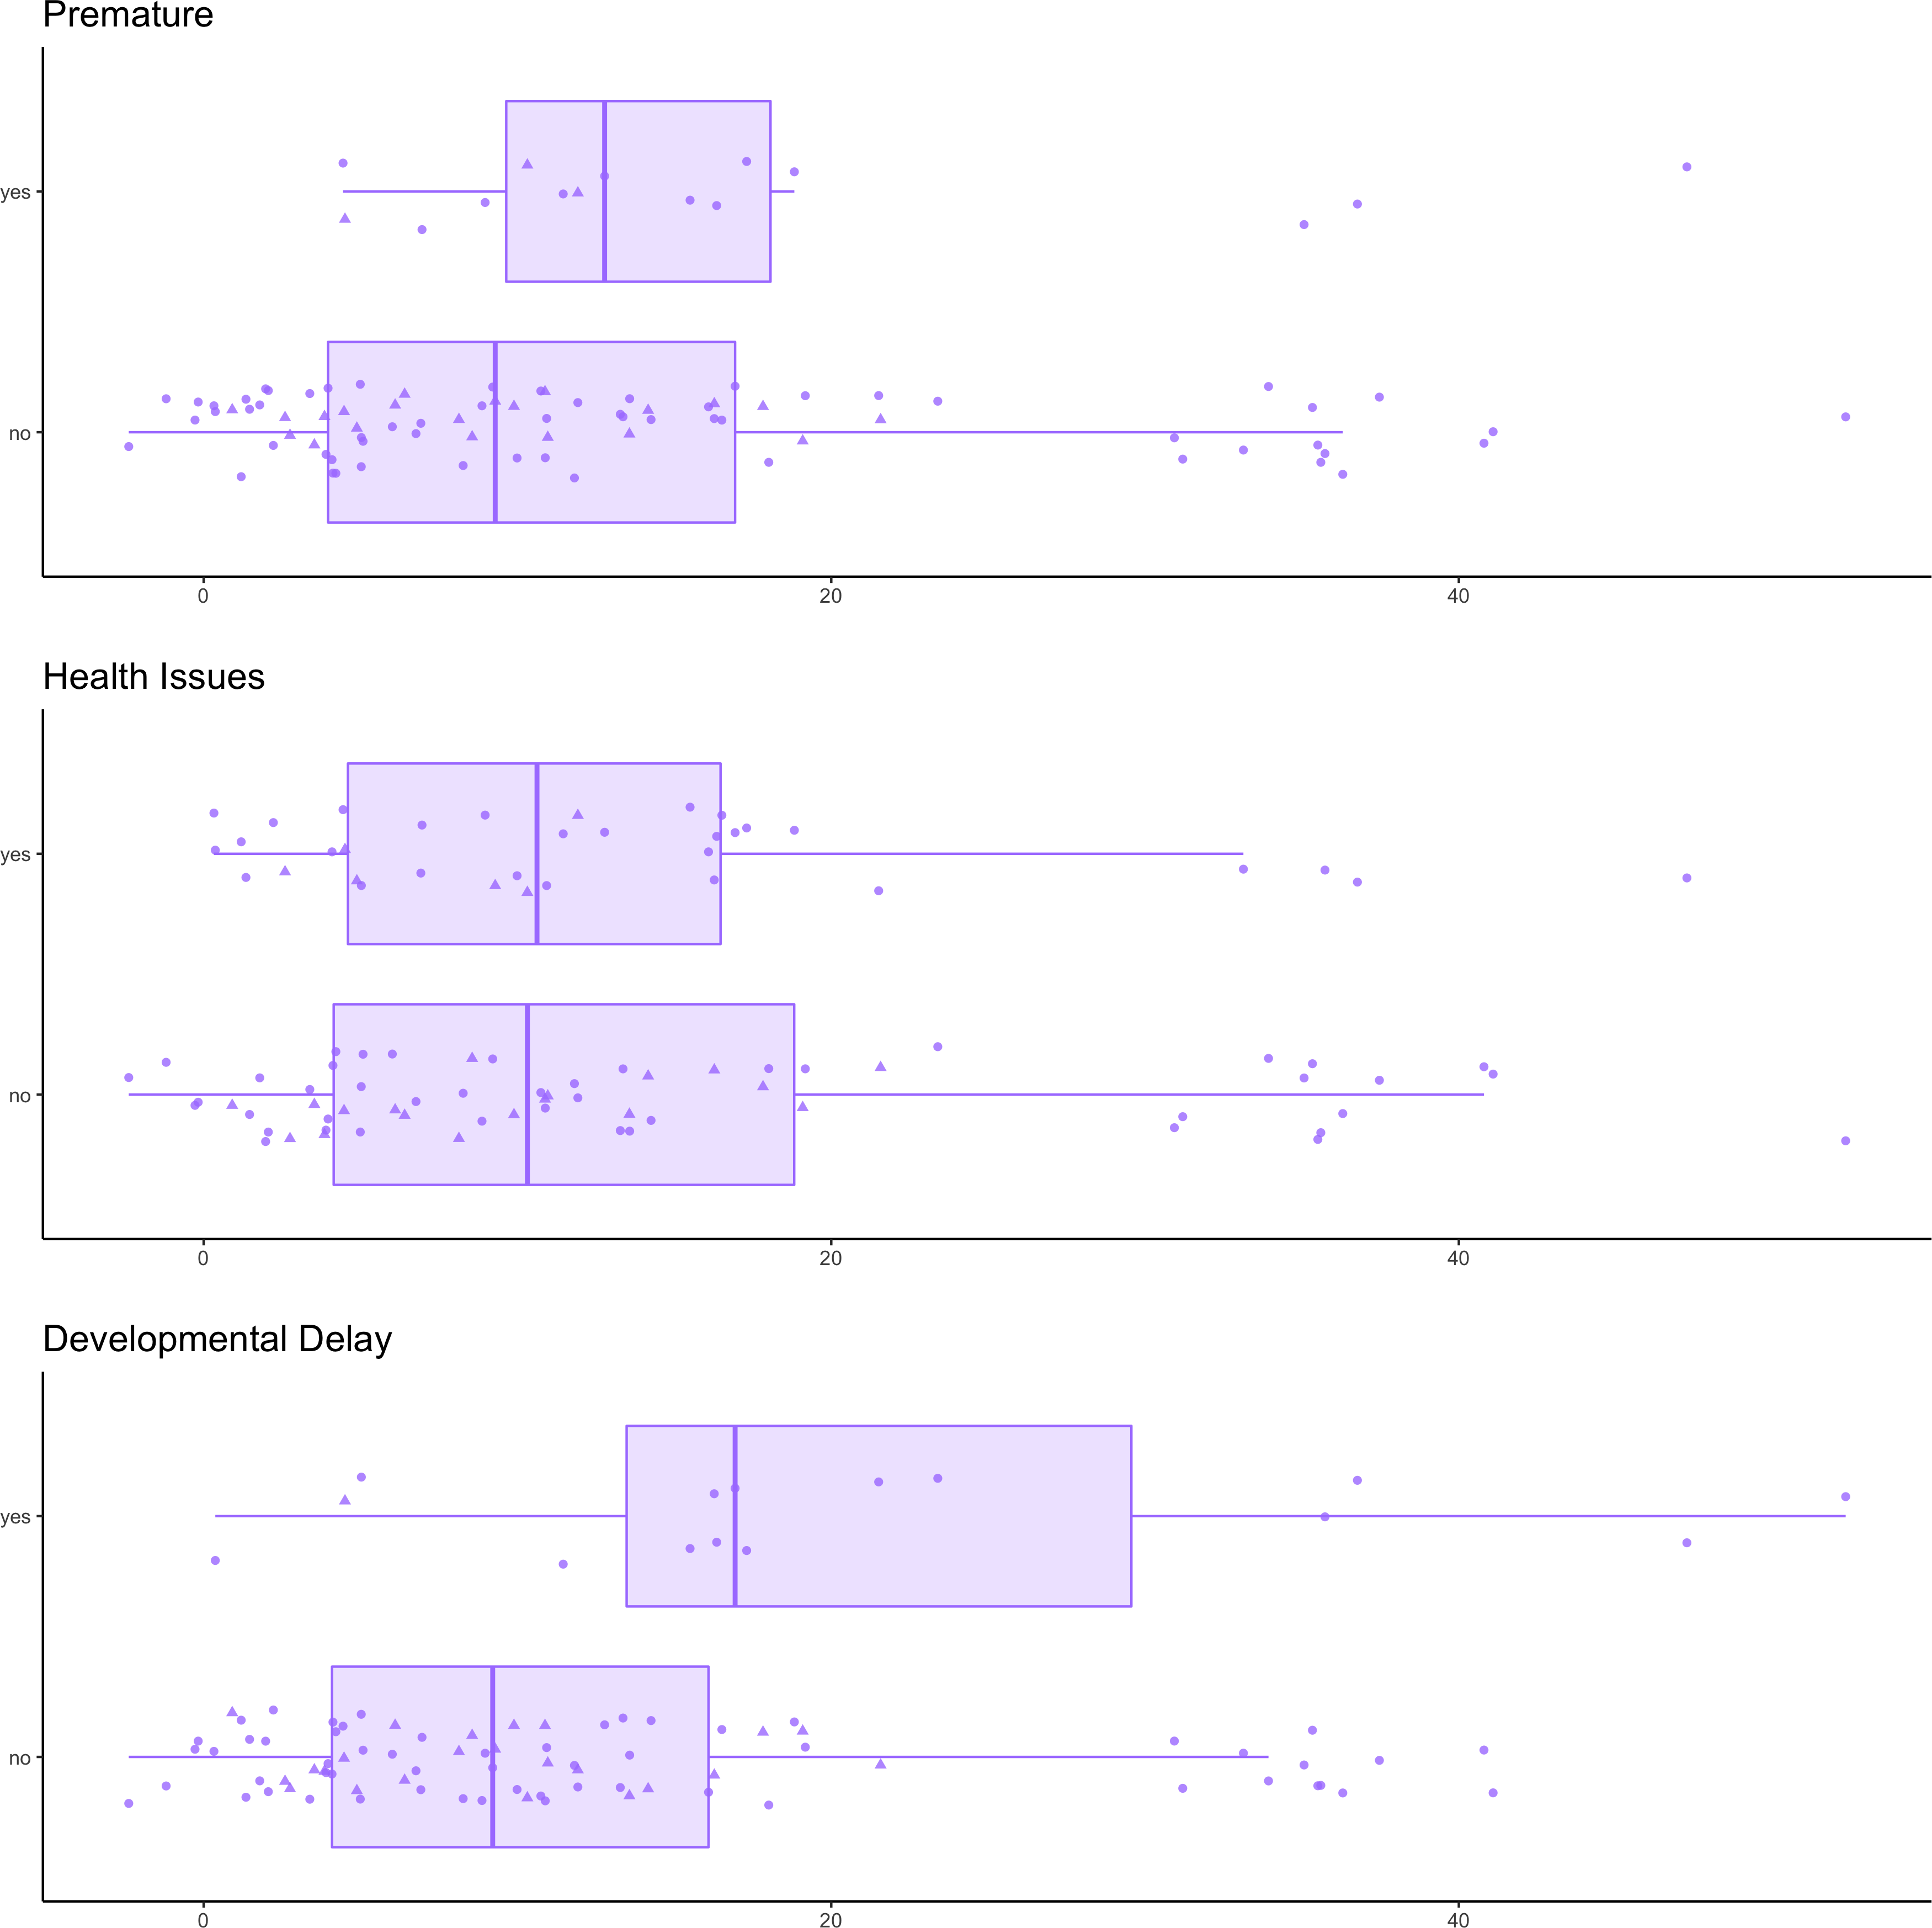 Premature
yes
no
0 20 40
Health Issues
yes
no
0 20 40
Developmental Delay
yes
no
0 20 40